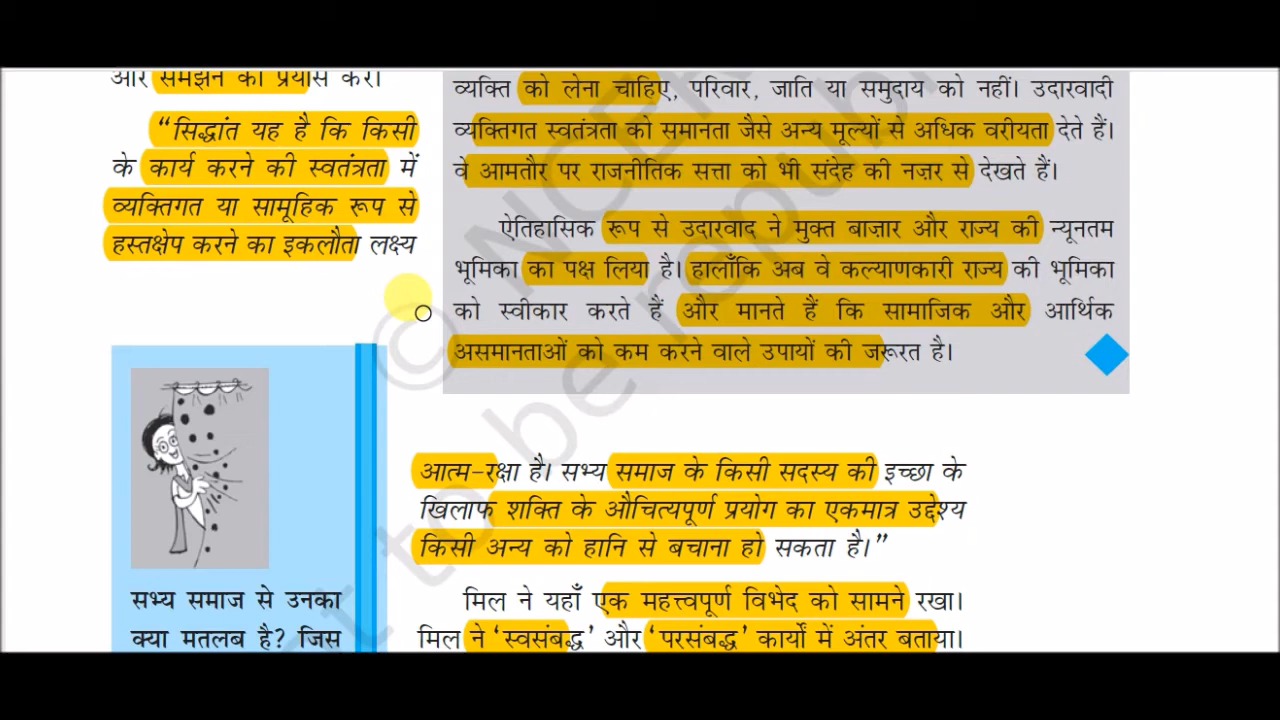 और समझने का प्रयास करें।
“सिद्धांत यह है कि किसी
के कार्य करने की स्वतंत्रता में
व्यक्तिगत या सामूहिक रूप से
हस्तक्षेप करने का इकलौता लक्ष्य
व्यक्ति को लेना चाहिए, परिवार, जाति या समुदाय को नहीं। उदारवादी
व्यक्तिगत स्वतंत्रता को समानता जैसे अन्य मूल्यों से अधिक वरीयता देते हैं।
वे आमतौर पर राजनीतिक सत्ता को भी संदेह की नज़र से देखते हैं।
ऐतिहासिक रूप से उदारवाद ने मुक्त बाज़ार और राज्य की न्यूनतम
भूमिका का पक्ष लिया है। हालाँकि अब वे कल्याणकारी राज्य की भूमिका
को स्वीकार करते हैं और मानते हैं कि सामाजिक और आर्थिक
असमानताओं को कम करने वाले उपायों की जरूरत है।
आत्म-रक्षा है। सभ्य समाज के किसी सदस्य की इच्छा के
खिलाफ शक्ति के औचित्यपूर्ण प्रयोग का एकमात्र उद्देश्य
किसी अन्य को हानि से बचाना हो सकता है।”
मिल ने यहाँ एक महत्त्वपूर्ण विभेद को सामने रखा।
मिल ने ‘स्वसंबद्ध’ और ‘परसंबद्ध’ कार्यों में अंतर बताया।
सभ्य समाज से उनका
क्या मतलब है? जिस